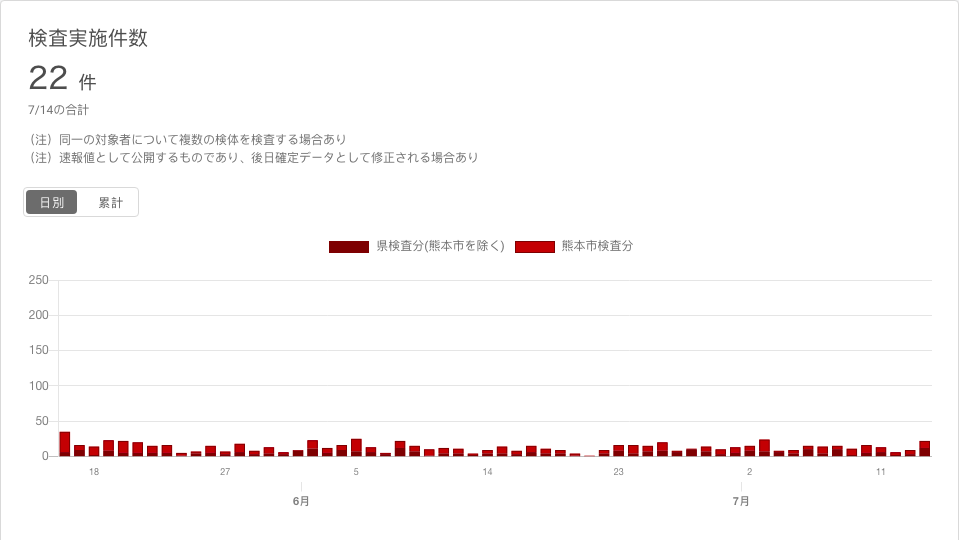 検査実施件数
22 件
7/14の合計
（注）同一の対象者について複数の検体を検査する場合あり
（注）速報値として公開するものであり、後日確定データとして修正される場合あり
日別 累計
県検査分(熊本市を除く) 熊本市検査分
250
200
150
100
50
0
18 27 5 14 23 2 11
6月 7月